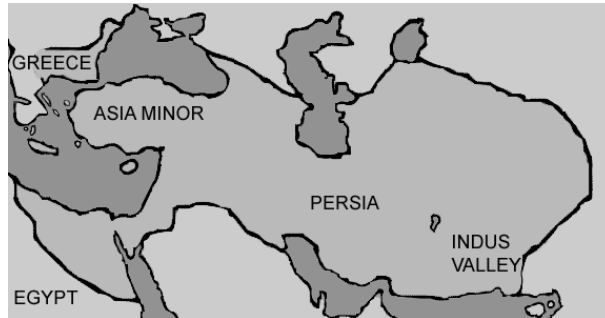 GREECE
ASIA MINOR
PERSIA
INDUS
VALLEY
EGYPT